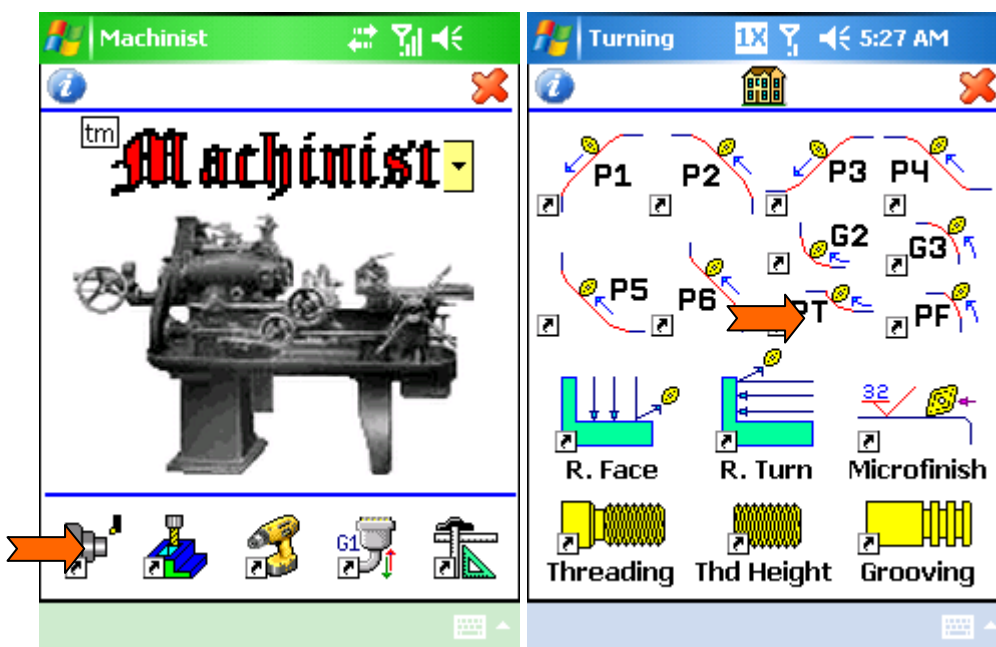 Machinist
tm
Machinist
G1
Turning 1X 5:27 AM
P1 P2 P3 P4
G2 G3
P5 P6 PT PF
32
R. Face R. Turn Microfinish
Threading Thd Height Grooving